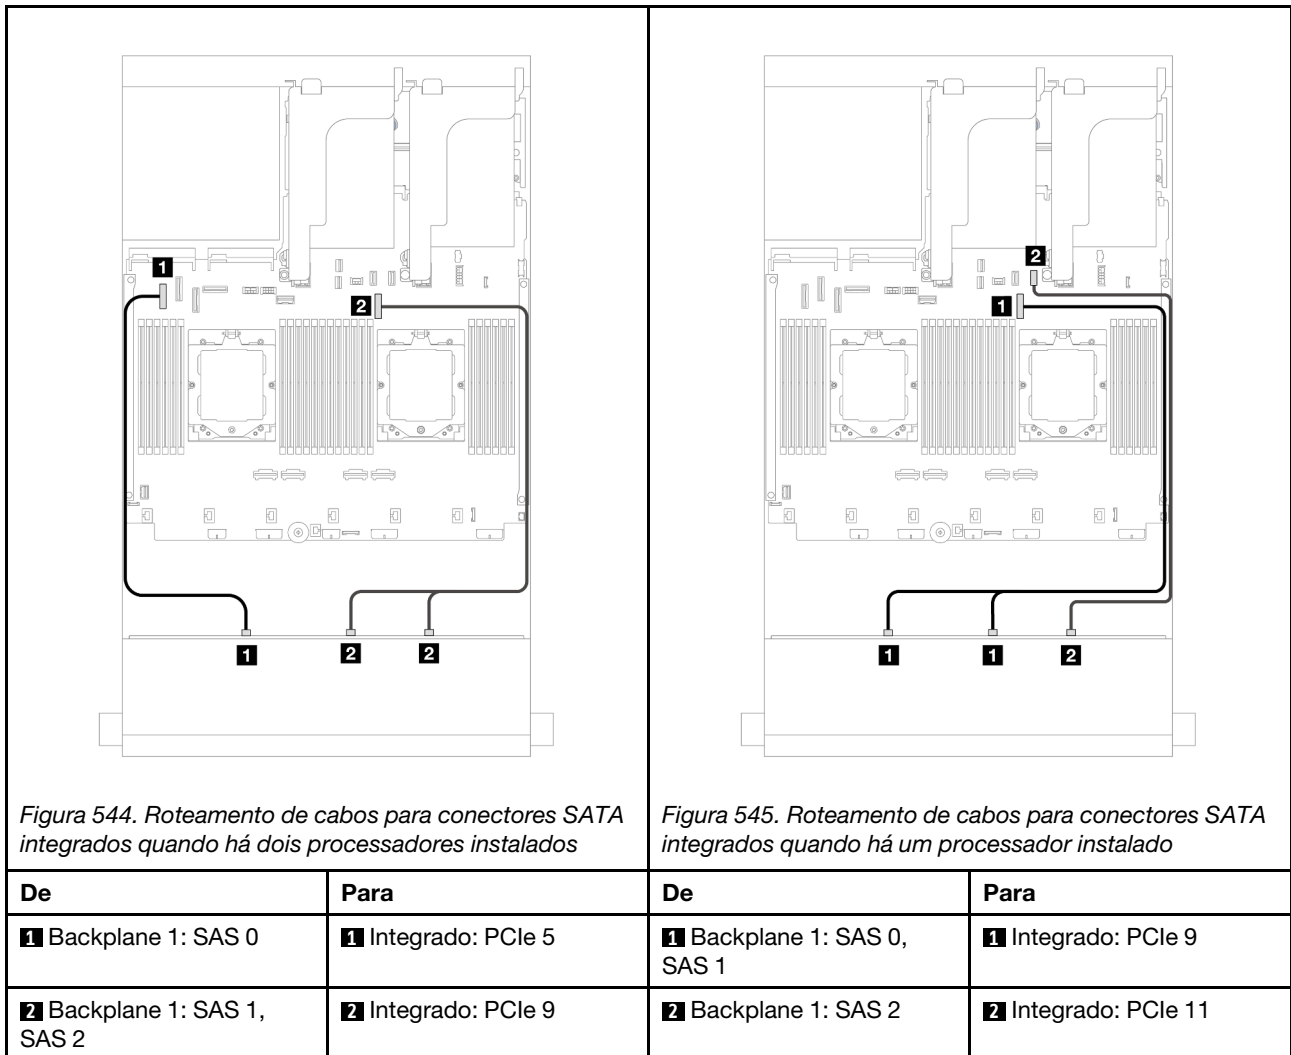 1
2
1
2
2
2
1
1
1
2
Figura 544. Roteamento de cabos para conectores SATA
integrados quando há dois processadores instalados
Figura 545. Roteamento de cabos para conectores SATA
integrados quando há um processador instalado
De
Para
De
Para
1 Backplane 1: SAS 0
1 Integrado: PCIe 5
1 Backplane 1: SAS 0,
SAS 1
1 Integrado: PCIe 9
2 Backplane 1: SAS 1,
SAS 2
2 Integrado: PCIe 9
2 Backplane 1: SAS 2
2 Integrado: PCIe 11